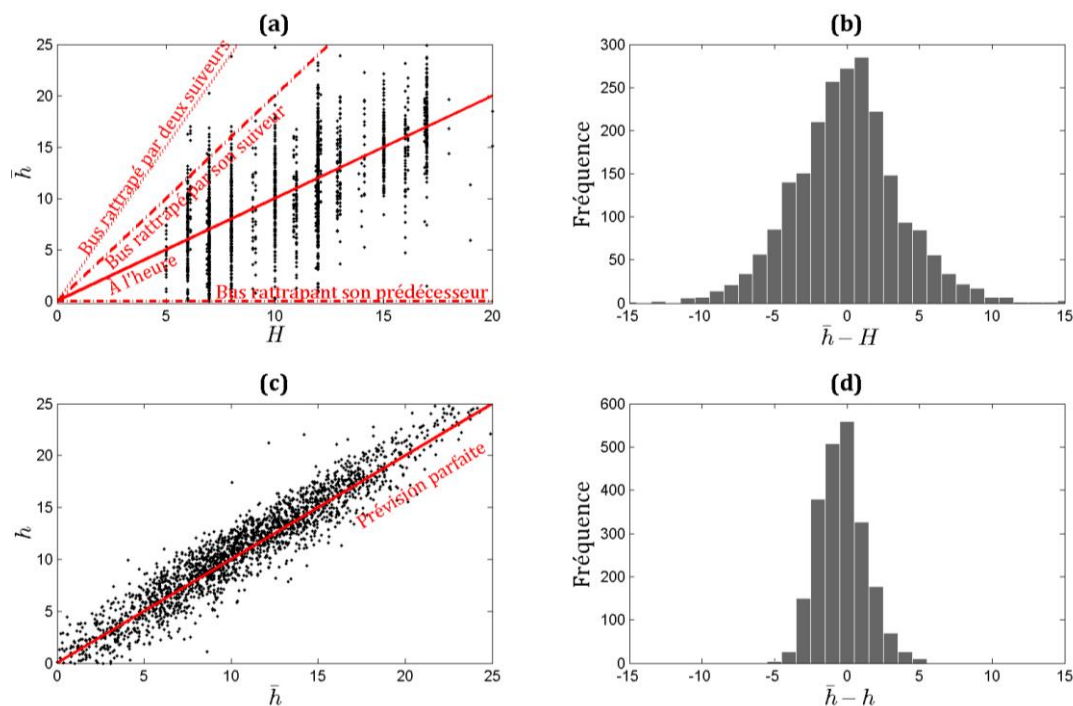 (a)
25
20
15
10
5
0
0 5 10 15 20
h̄
H
Bus rattrapé par deux suiveurs
Bus rattrapé par son suiveur
A l'heure
Bus rattrapant son prédécesseur
(b)
300
250
200
150
100
50
0
-15 -10 -5 0 5 10 15
Fréquence
h̄ – H
(c)
25
20
15
10
5
0
0 5 10 15 20 25
h
h̄
Prévision parfaite
(d)
600
500
400
300
200
100
0
-15 -10 -5 0 5 10 15
Fréquence
h̄ – h